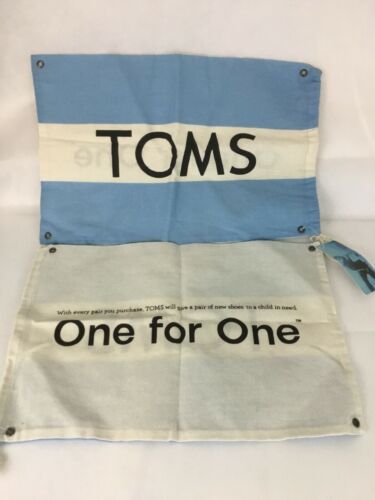 TOMS
With every pair you purchase, TOMS will give a pair of new shoes to a child in need.
One for One™